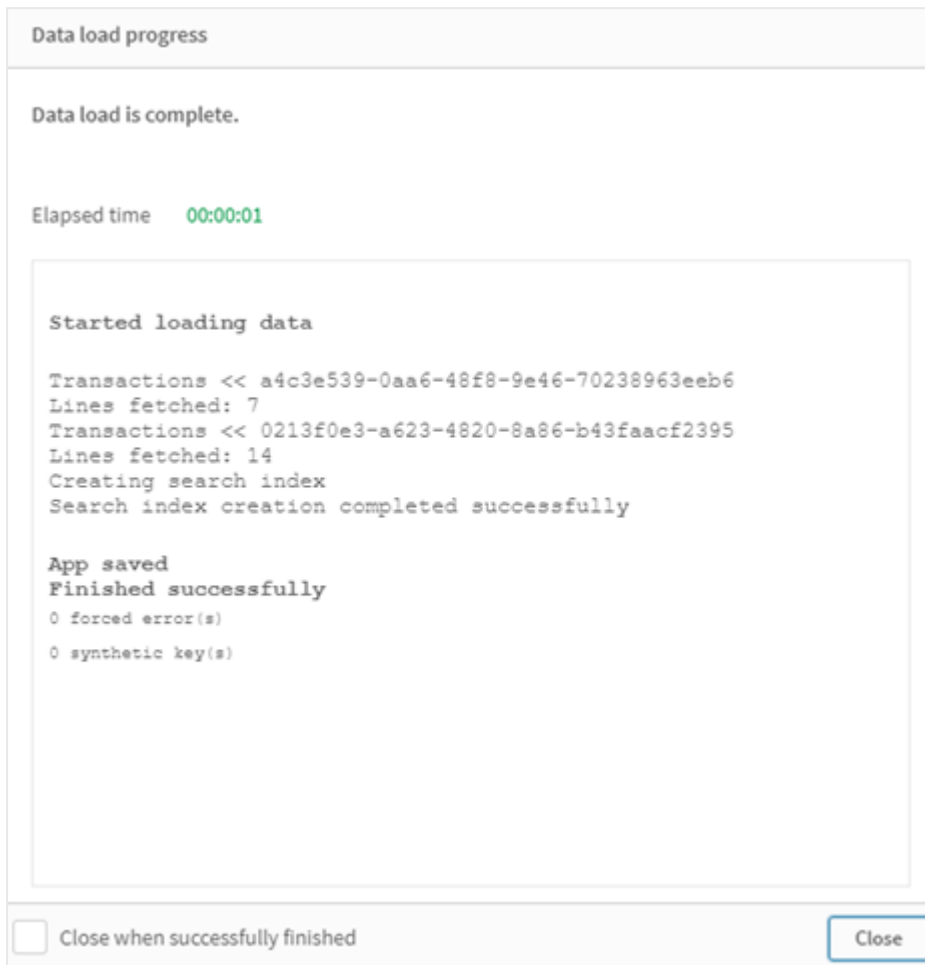 Data load progress
Data load is complete.
Elapsed time 00:00:01
Started loading data
Transactions << a4c3e539-0aa6-48f8-9e46-70238963eeb6
Lines fetched: 7
Transactions << 0213f0e3-a623-4820-8a86-b43faacf2395
Lines fetched: 14
Creating search index
Search index creation completed successfully
App saved
Finished successfully
0 forced error(s)
0 synthetic key(s)
Close when successfully finished
Close